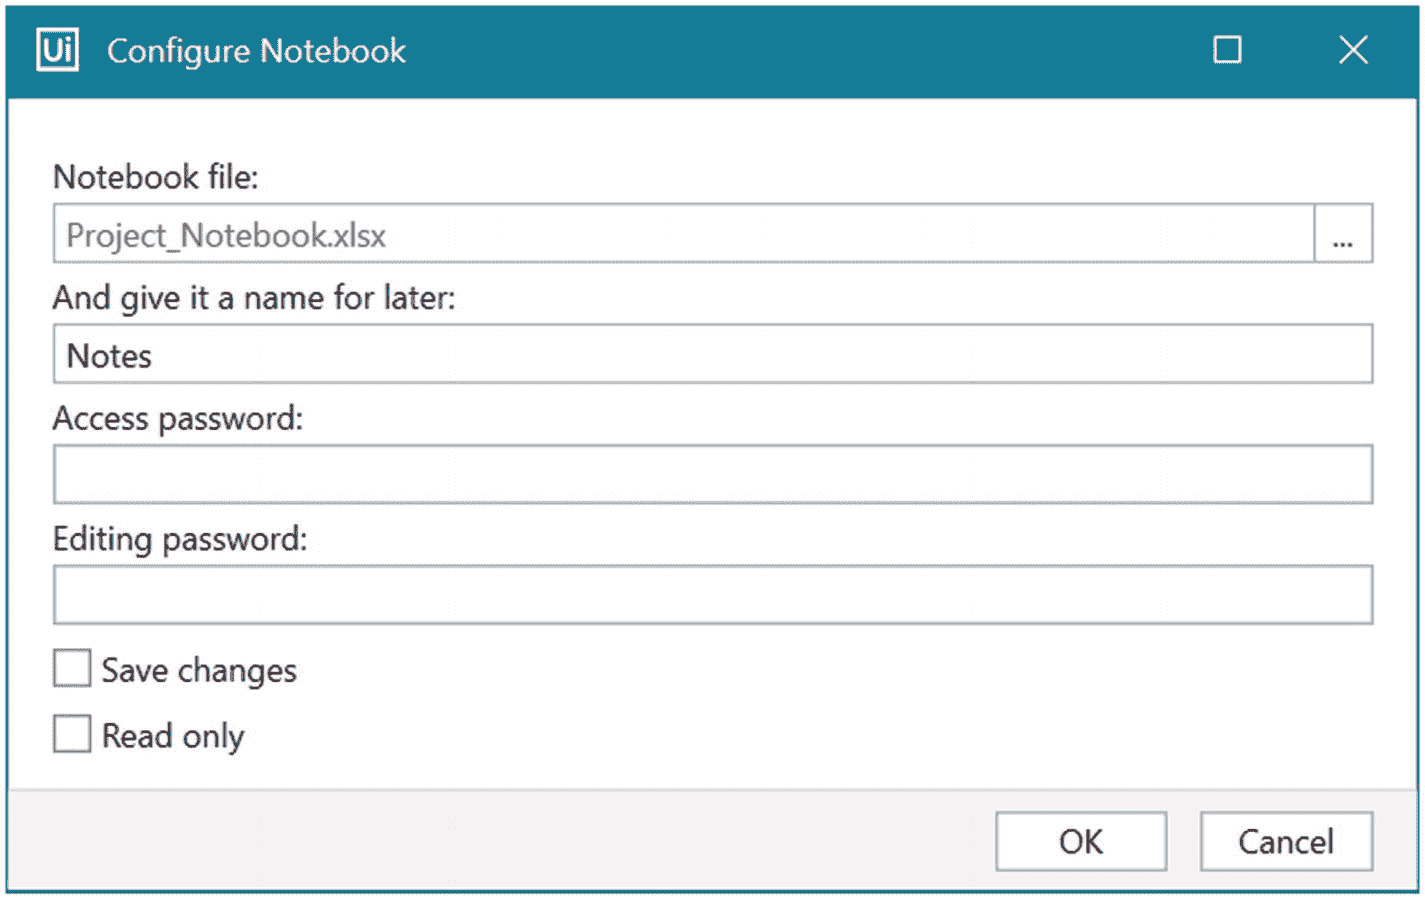 Ui Configure Notebook
Notebook file:
Project_Notebook.xlsx ...
And give it a name for later:
Notes
Access password:
Editing password:
Save changes
Read only
OK Cancel